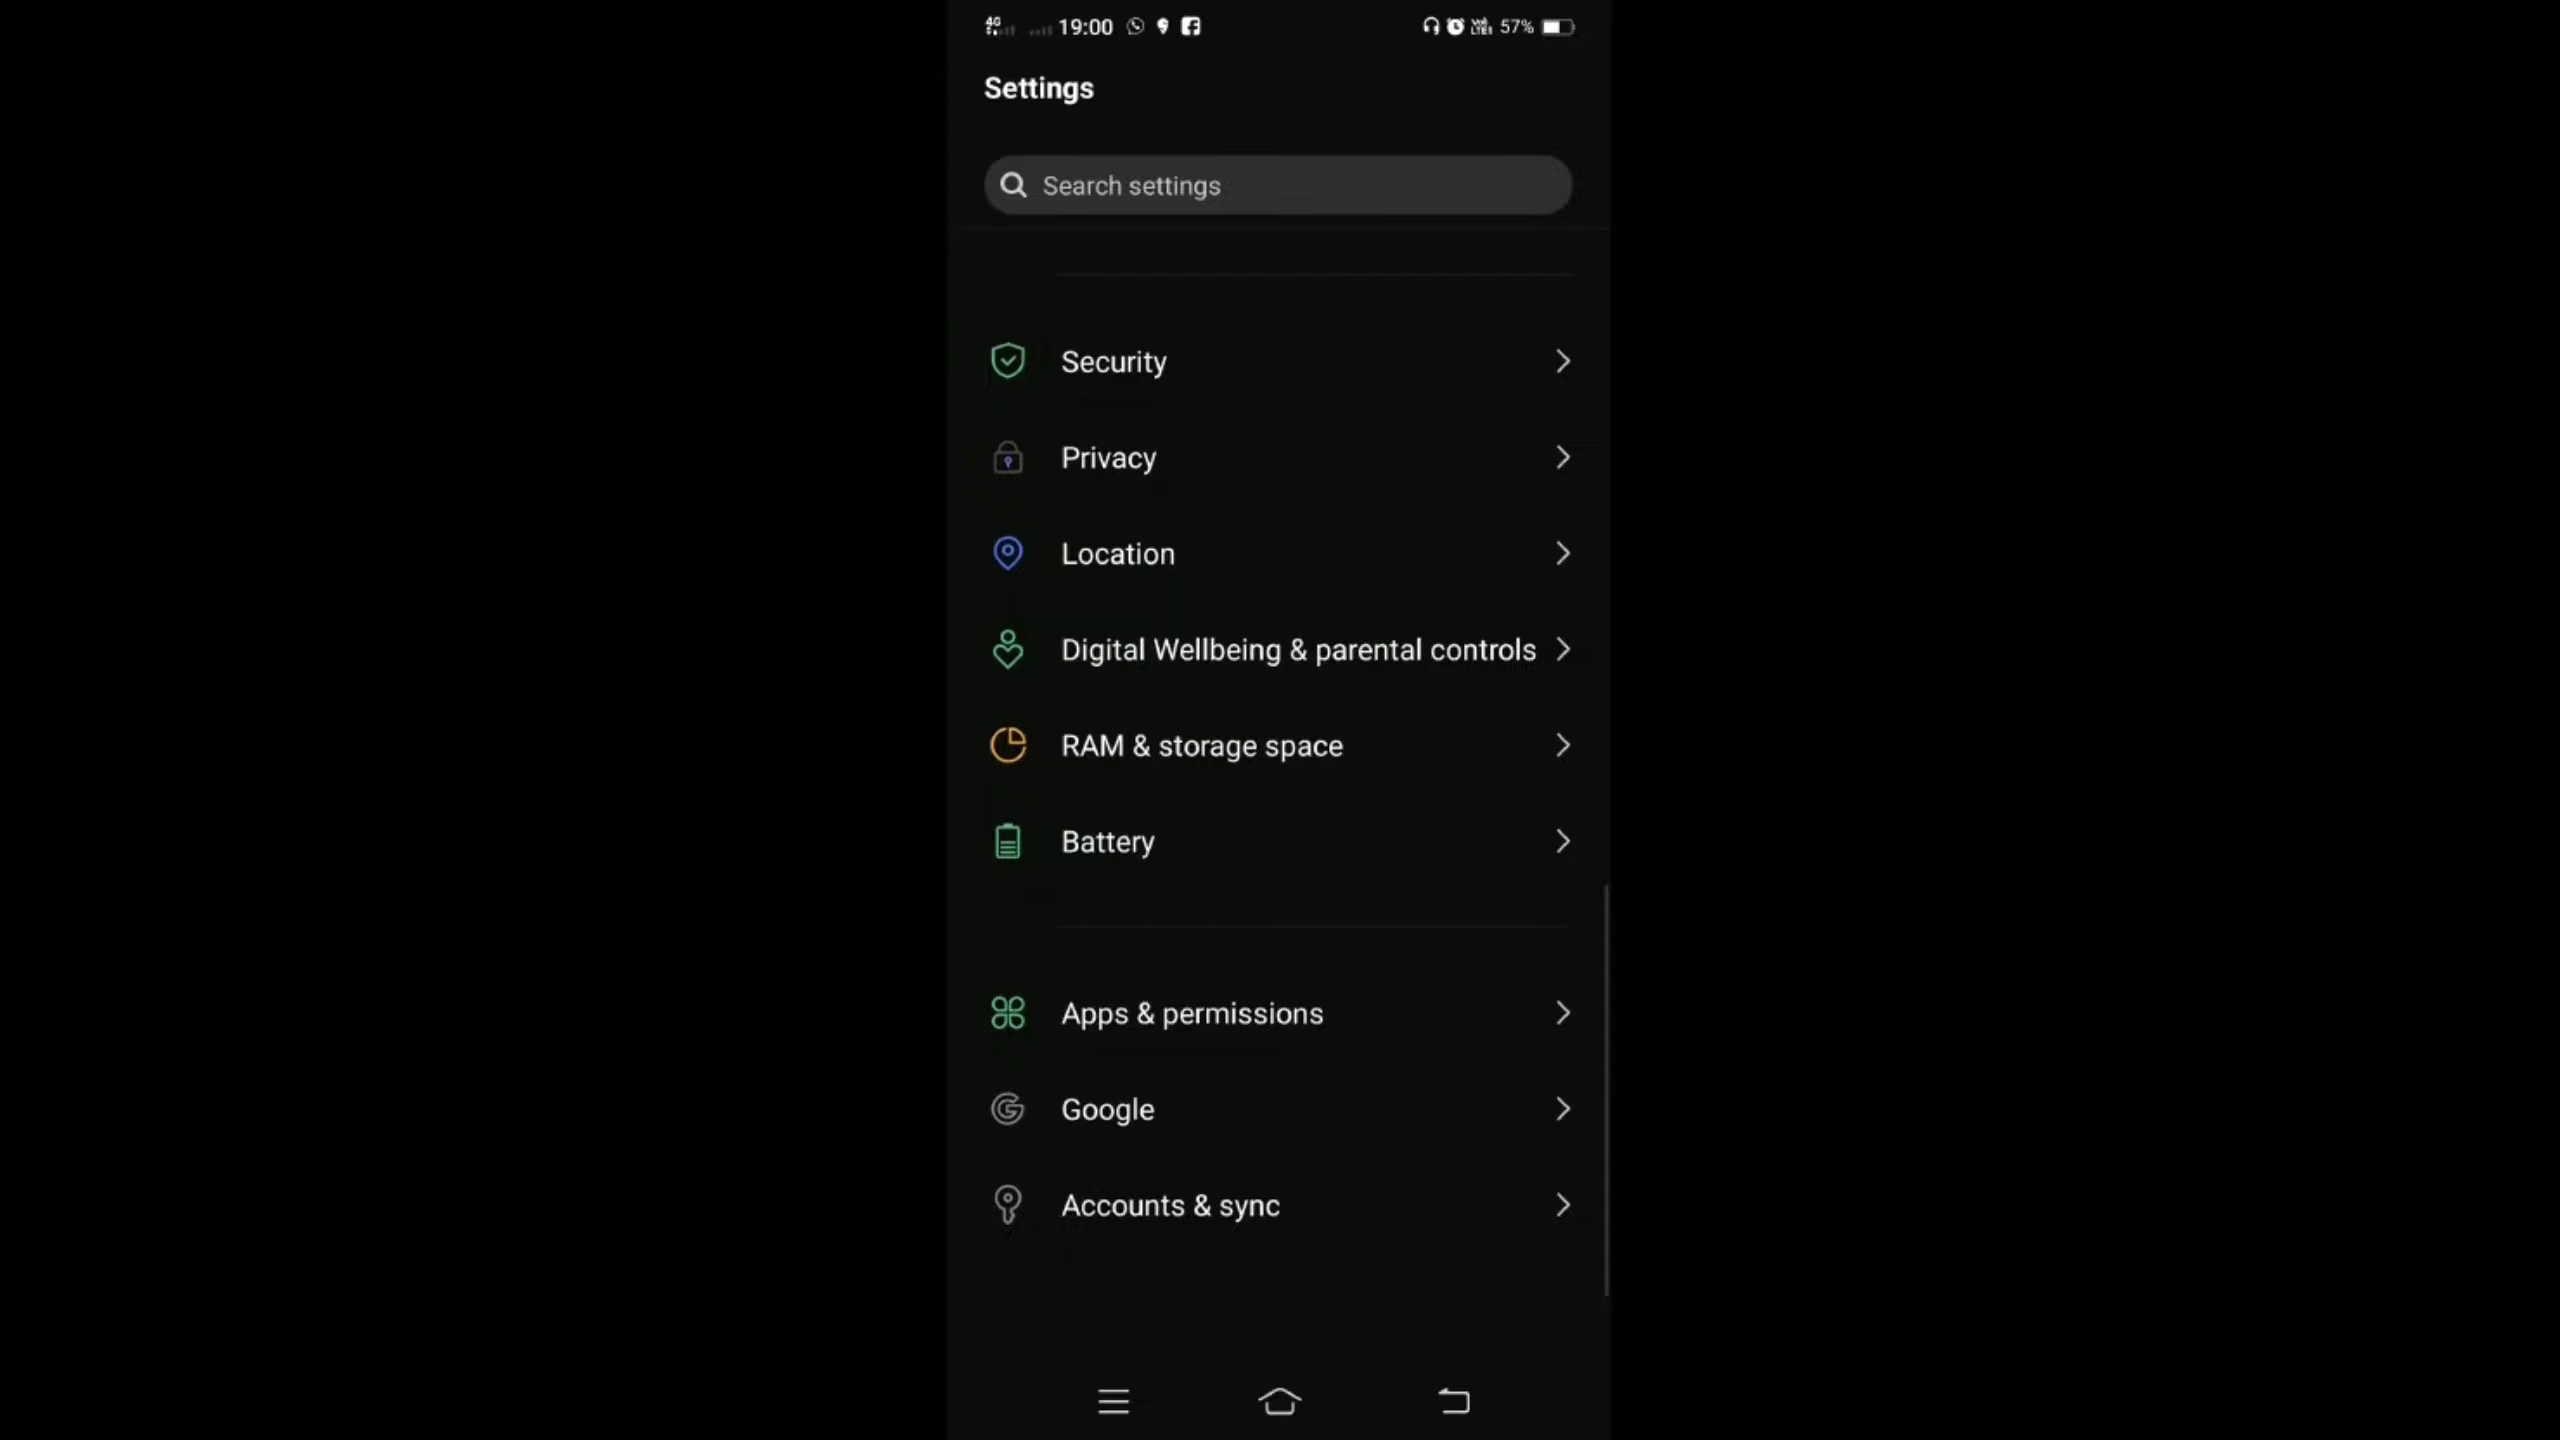 4G 19:00 57%
Settings
Search settings
Security
Privacy
Location
Digital Wellbeing & parental controls
RAM & storage space
Battery
Apps & permissions
Google
Accounts & sync